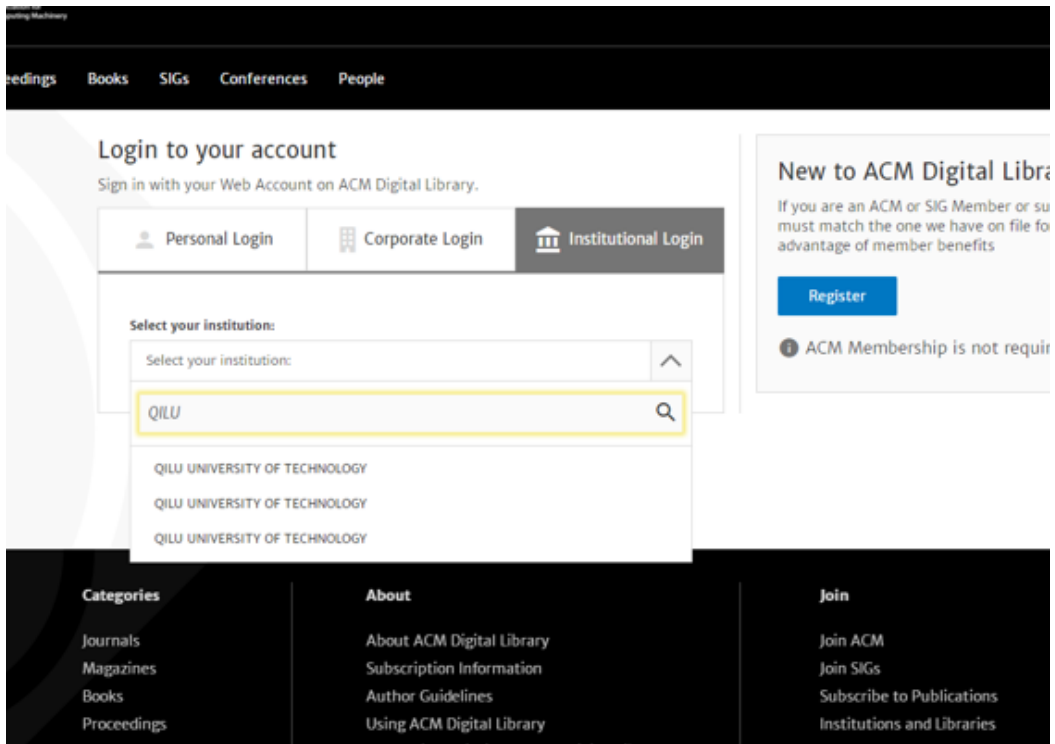 puting Machinery
eedings Books SIGs Conferences People
Login to your account
Sign in with your Web Account on ACM Digital Library.
Personal Login Corporate Login Institutional Login
Select your institution:
Select your institution:
QILU
QILU UNIVERSITY OF TECHNOLOGY
QILU UNIVERSITY OF TECHNOLOGY
QILU UNIVERSITY OF TECHNOLOGY
New to ACM Digital Libra
If you are an ACM or SIG Member or su
must match the one we have on file fo
advantage of member benefits
Register
ACM Membership is not requir
Categories
Journals
Magazines
Books
Proceedings
About
About ACM Digital Library
Subscription Information
Author Guidelines
Using ACM Digital Library
Join
Join ACM
Join SIGs
Subscribe to Publications
Institutions and Libraries